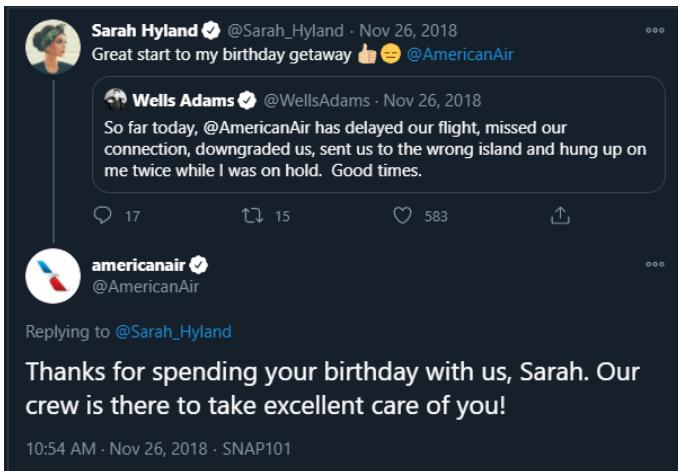 Sarah Hyland @Sarah_Hyland · Nov 26, 2018
Great start to my birthday getaway 👍🏼😑 @AmericanAir
Wells Adams @WellsAdams · Nov 26, 2018
So far today, @AmericanAir has delayed our flight, missed our
connection, downgraded us, sent us to the wrong island and hung up on
me twice while I was on hold.  Good times.
17 15 583
americanair
@AmericanAir
Replying to @Sarah_Hyland
Thanks for spending your birthday with us, Sarah. Our
crew is there to take excellent care of you!
10:54 AM · Nov 26, 2018 · SNAP101